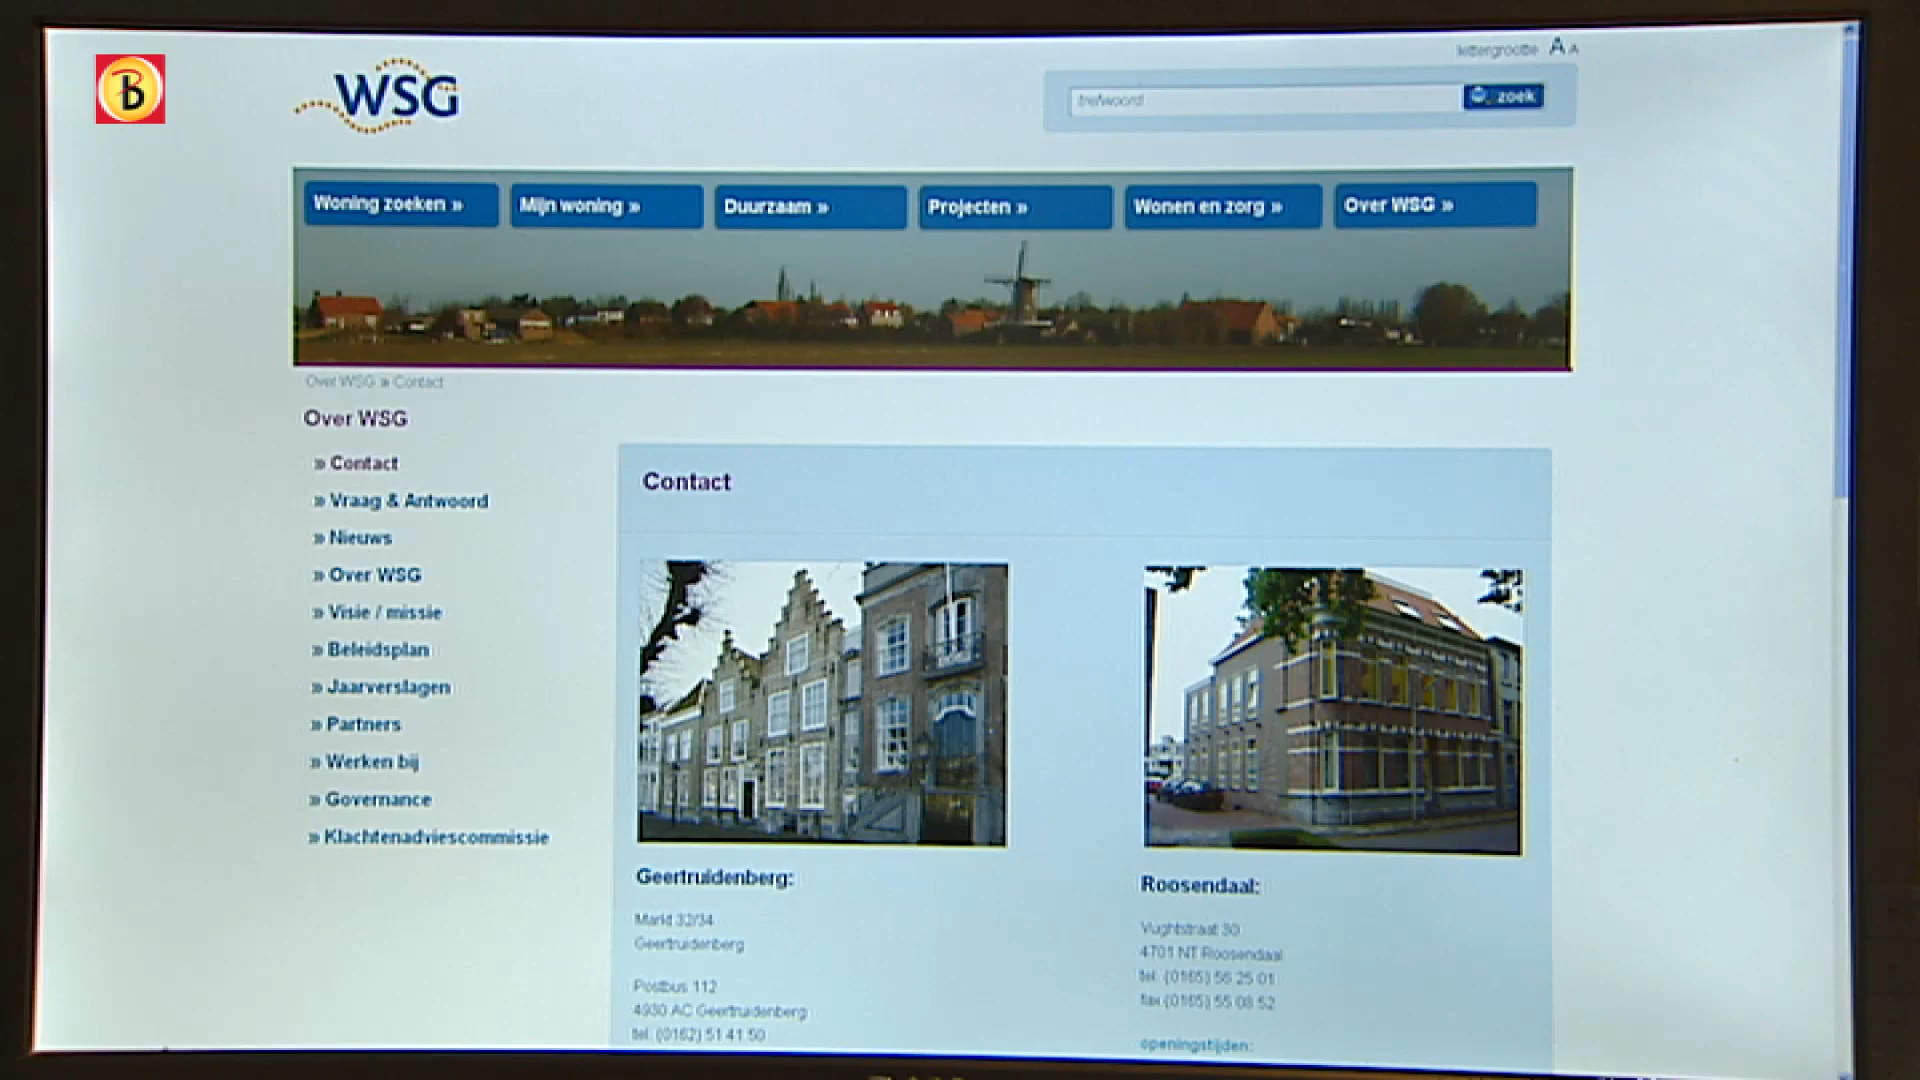 B
WSG
lettergrootte A A
trefwoord
zoek
Woning zoeken »
Mijn woning »
Duurzaam »
Projecten »
Wonen en zorg »
Over WSG »
Over WSG » Contact
Over WSG
» Contact
» Vraag & Antwoord
» Nieuws
» Over WSG
» Visie / missie
» Beleidsplan
» Jaarverslagen
» Partners
» Werken bij
» Governance
» Klachtenadviescommissie
Contact
Geertruidenberg:
Markt 32/34
Geertruidenberg
Postbus 112
4930 AC Geertruidenberg
tel. (0162) 51 41 50
Roosendaal:
Vughtstraat 30
4701 NT Roosendaal
tel. (0165) 56 25 01
fax (0165) 55 08 52
openingstijden: